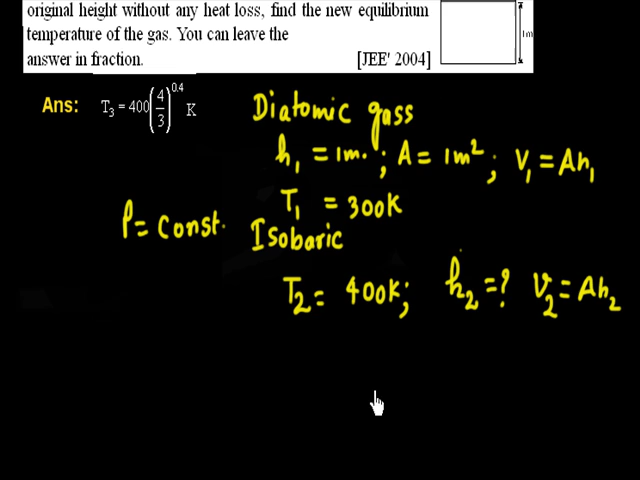 original height without any heat loss, find the new equilibrium
temperature of the gas. You can leave the
answer in fraction. [JEE' 2004]
1m
Ans: T₃ = 400(4/3)^0.4 K
Diatomic gass
h₁ = 1m. ; A = 1m² ; V₁ = Ah₁
T₁ = 300K
P = Const. Isobaric
T₂ = 400K; h₂ = ? V₂ = Ah₂